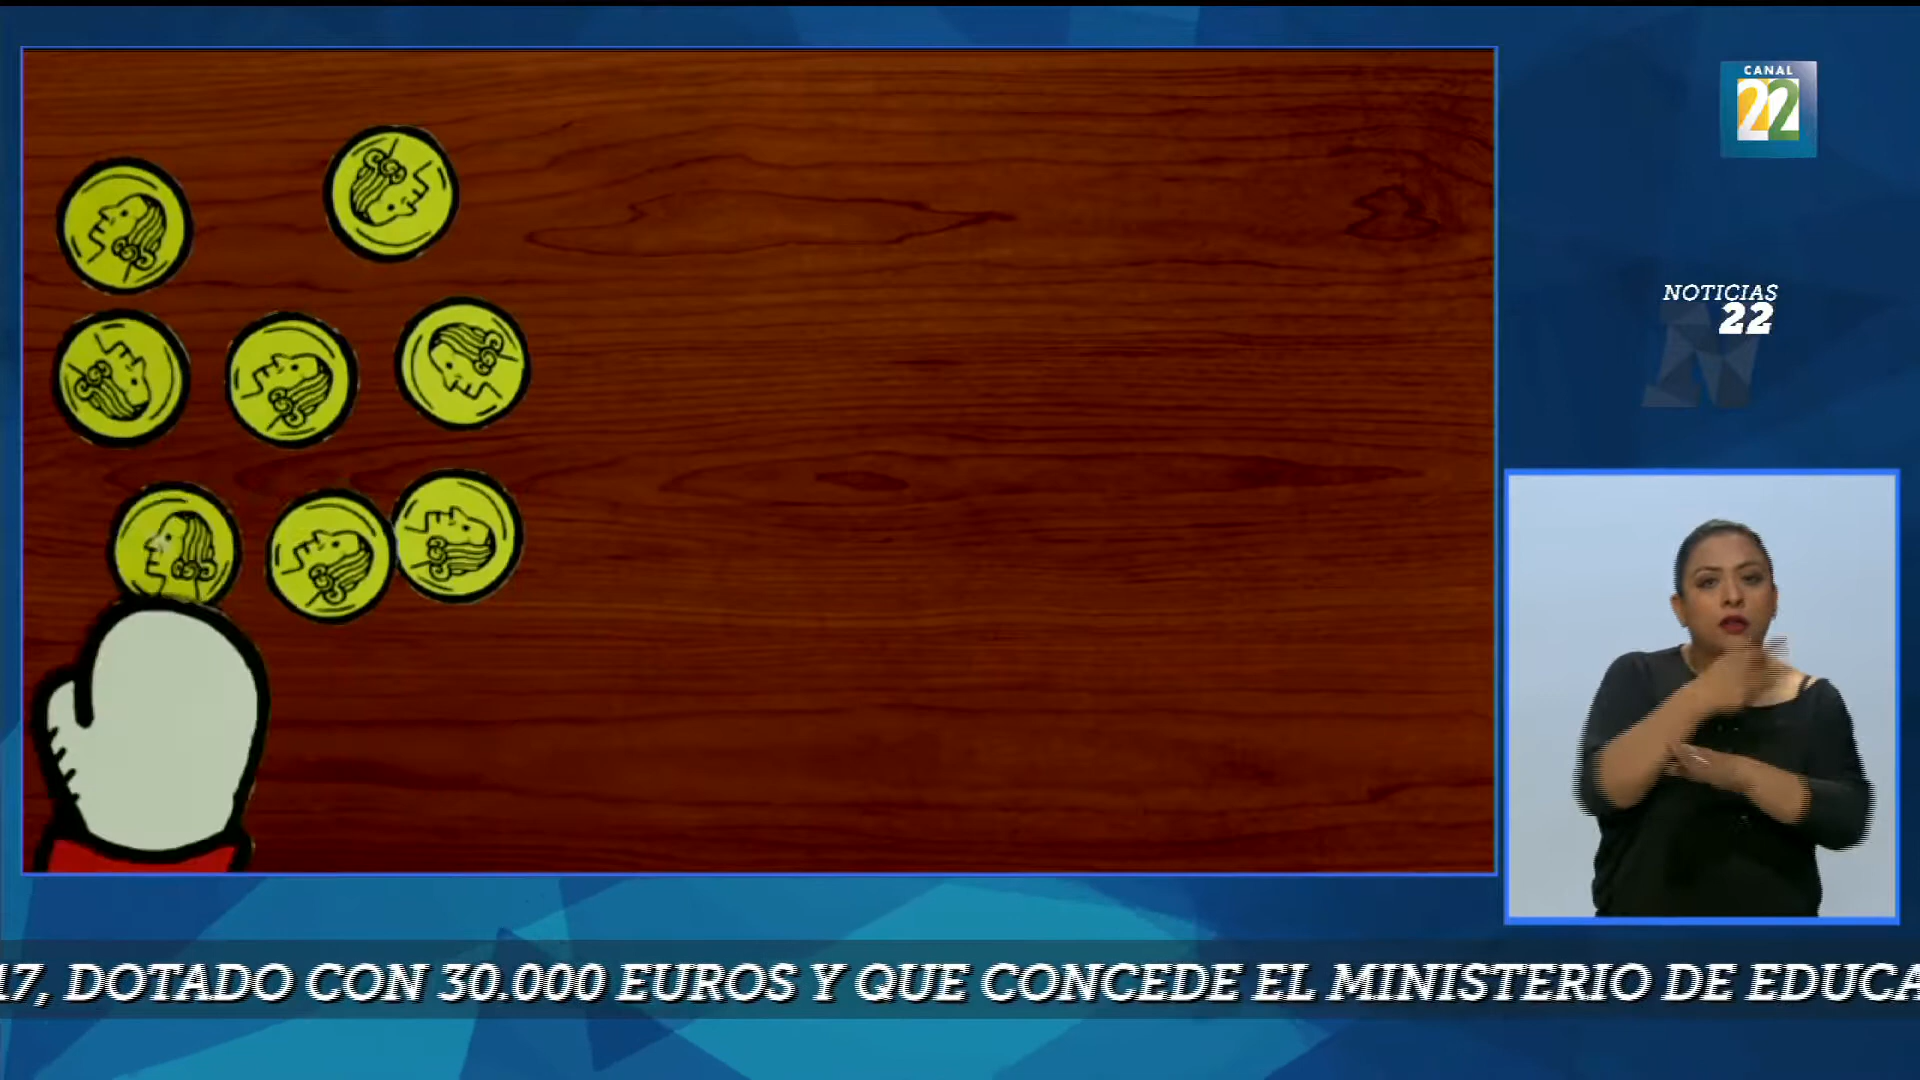 CANAL
22
NOTICIAS
22
17, DOTADO CON 30.000 EUROS Y QUE CONCEDE EL MINISTERIO DE EDUCA